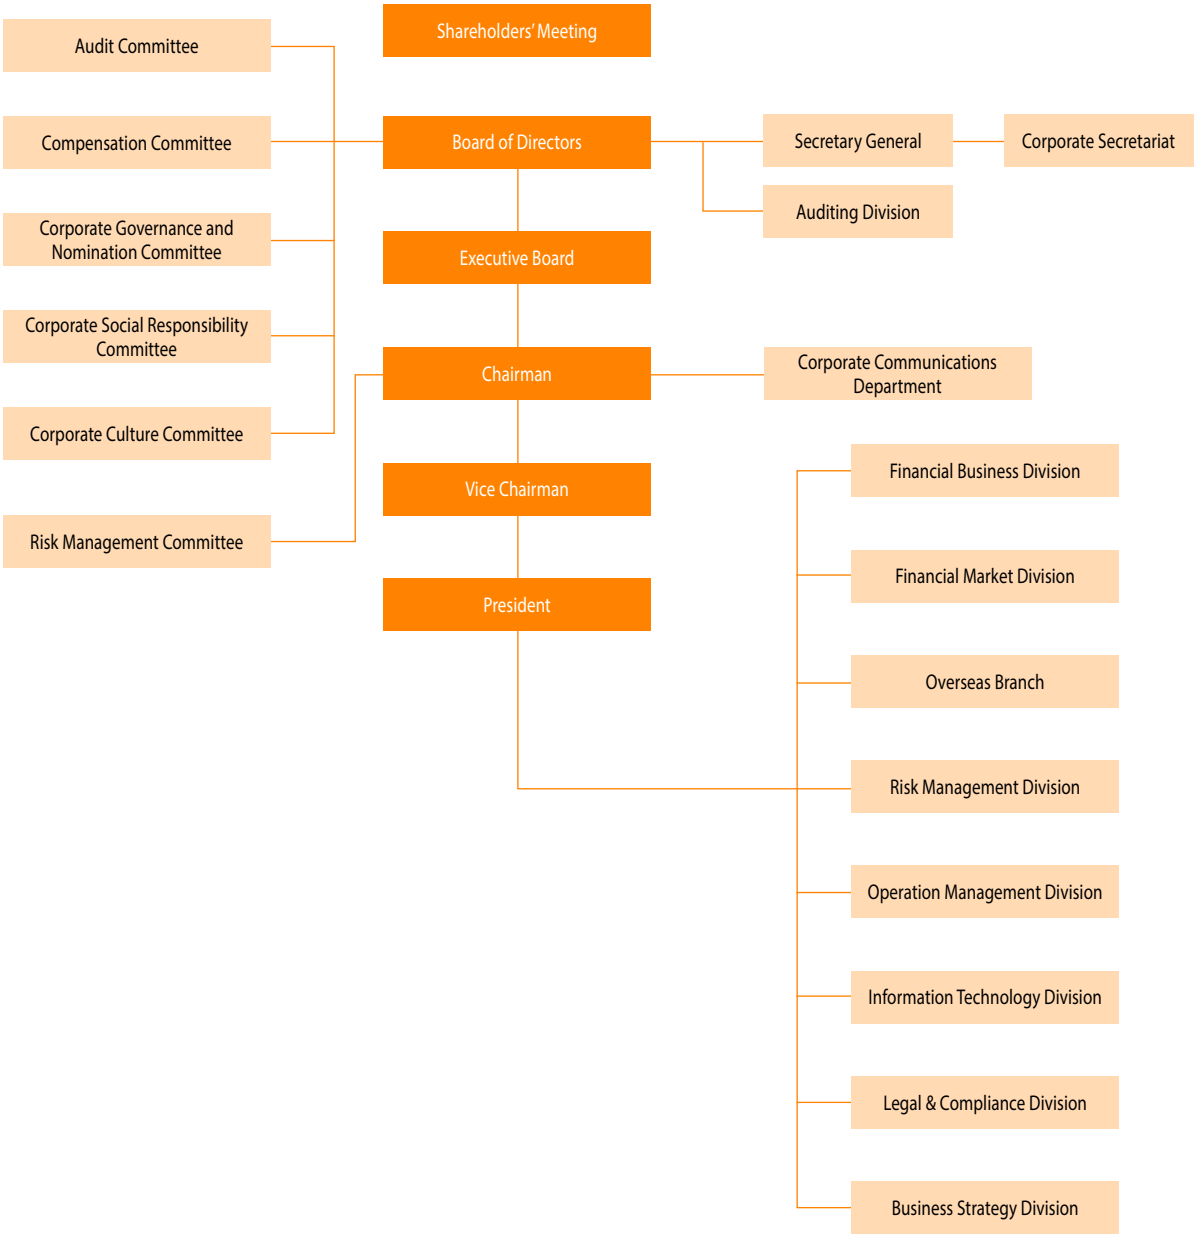 Shareholders’ Meeting
Audit Committee
Compensation Committee
Board of Directors
Secretary General
Corporate Secretariat
Auditing Division
Corporate Governance and
Nomination Committee
Executive Board
Corporate Social Responsibility
Committee
Chairman
Corporate Communications
Department
Corporate Culture Committee
Vice Chairman
Financial Business Division
Risk Management Committee
Financial Market Division
President
Overseas Branch
Risk Management Division
Operation Management Division
Information Technology Division
Legal & Compliance Division
Business Strategy Division